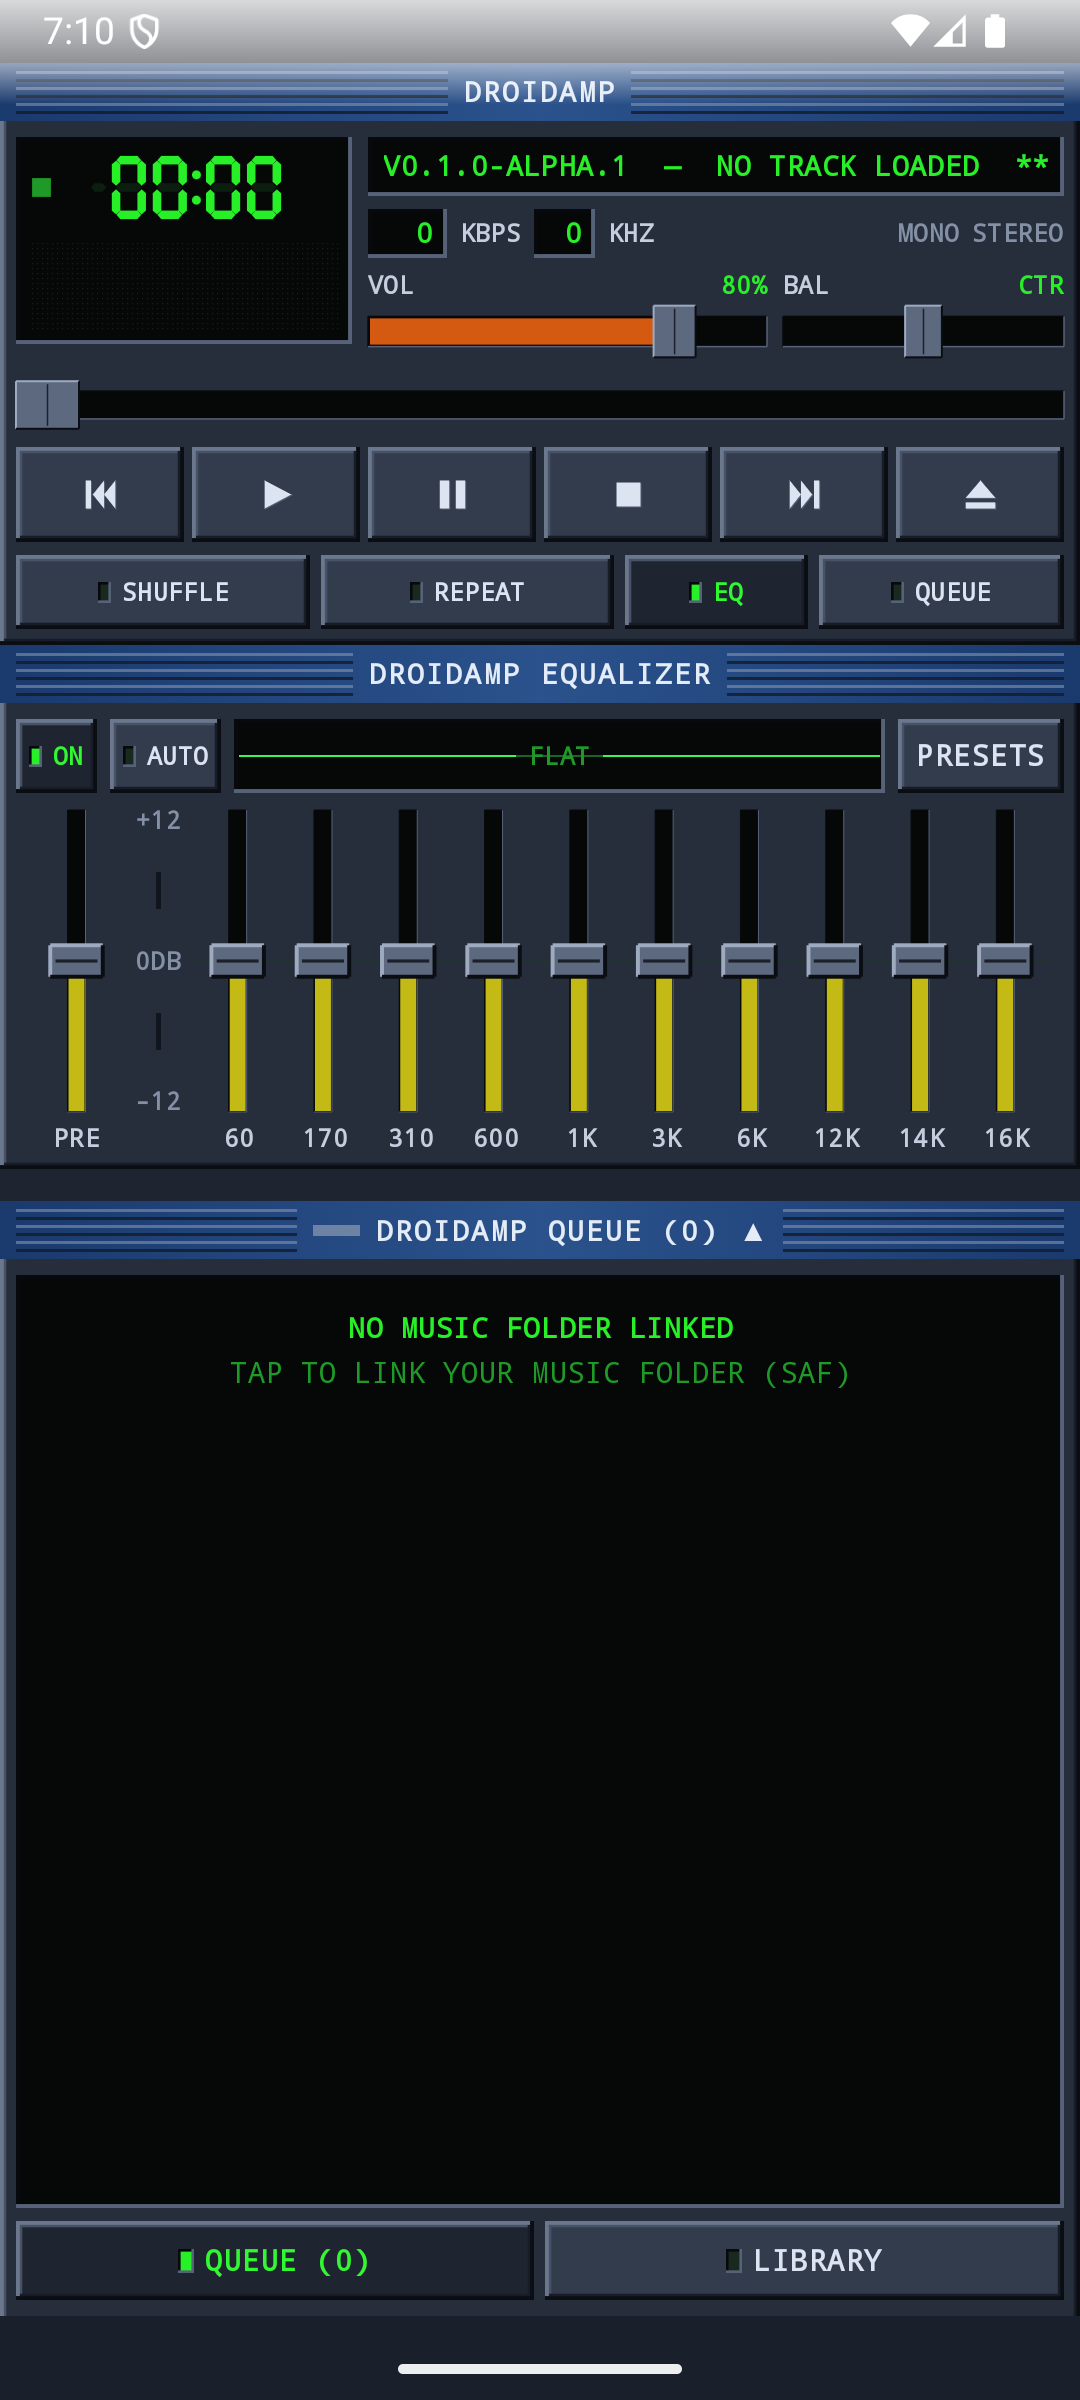 7:10
DROIDAMP
00:00
V0.1.0-ALPHA.1 — NO TRACK LOADED **
0 KBPS 0 KHZ MONO STEREO
VOL 80% BAL CTR
SHUFFLE REPEAT EQ QUEUE
DROIDAMP EQUALIZER
ON AUTO FLAT PRESETS
+12
0DB
-12
PRE 60 170 310 600 1K 3K 6K 12K 14K 16K
DROIDAMP QUEUE (0) ▲
NO MUSIC FOLDER LINKED
TAP TO LINK YOUR MUSIC FOLDER (SAF)
QUEUE (0) LIBRARY